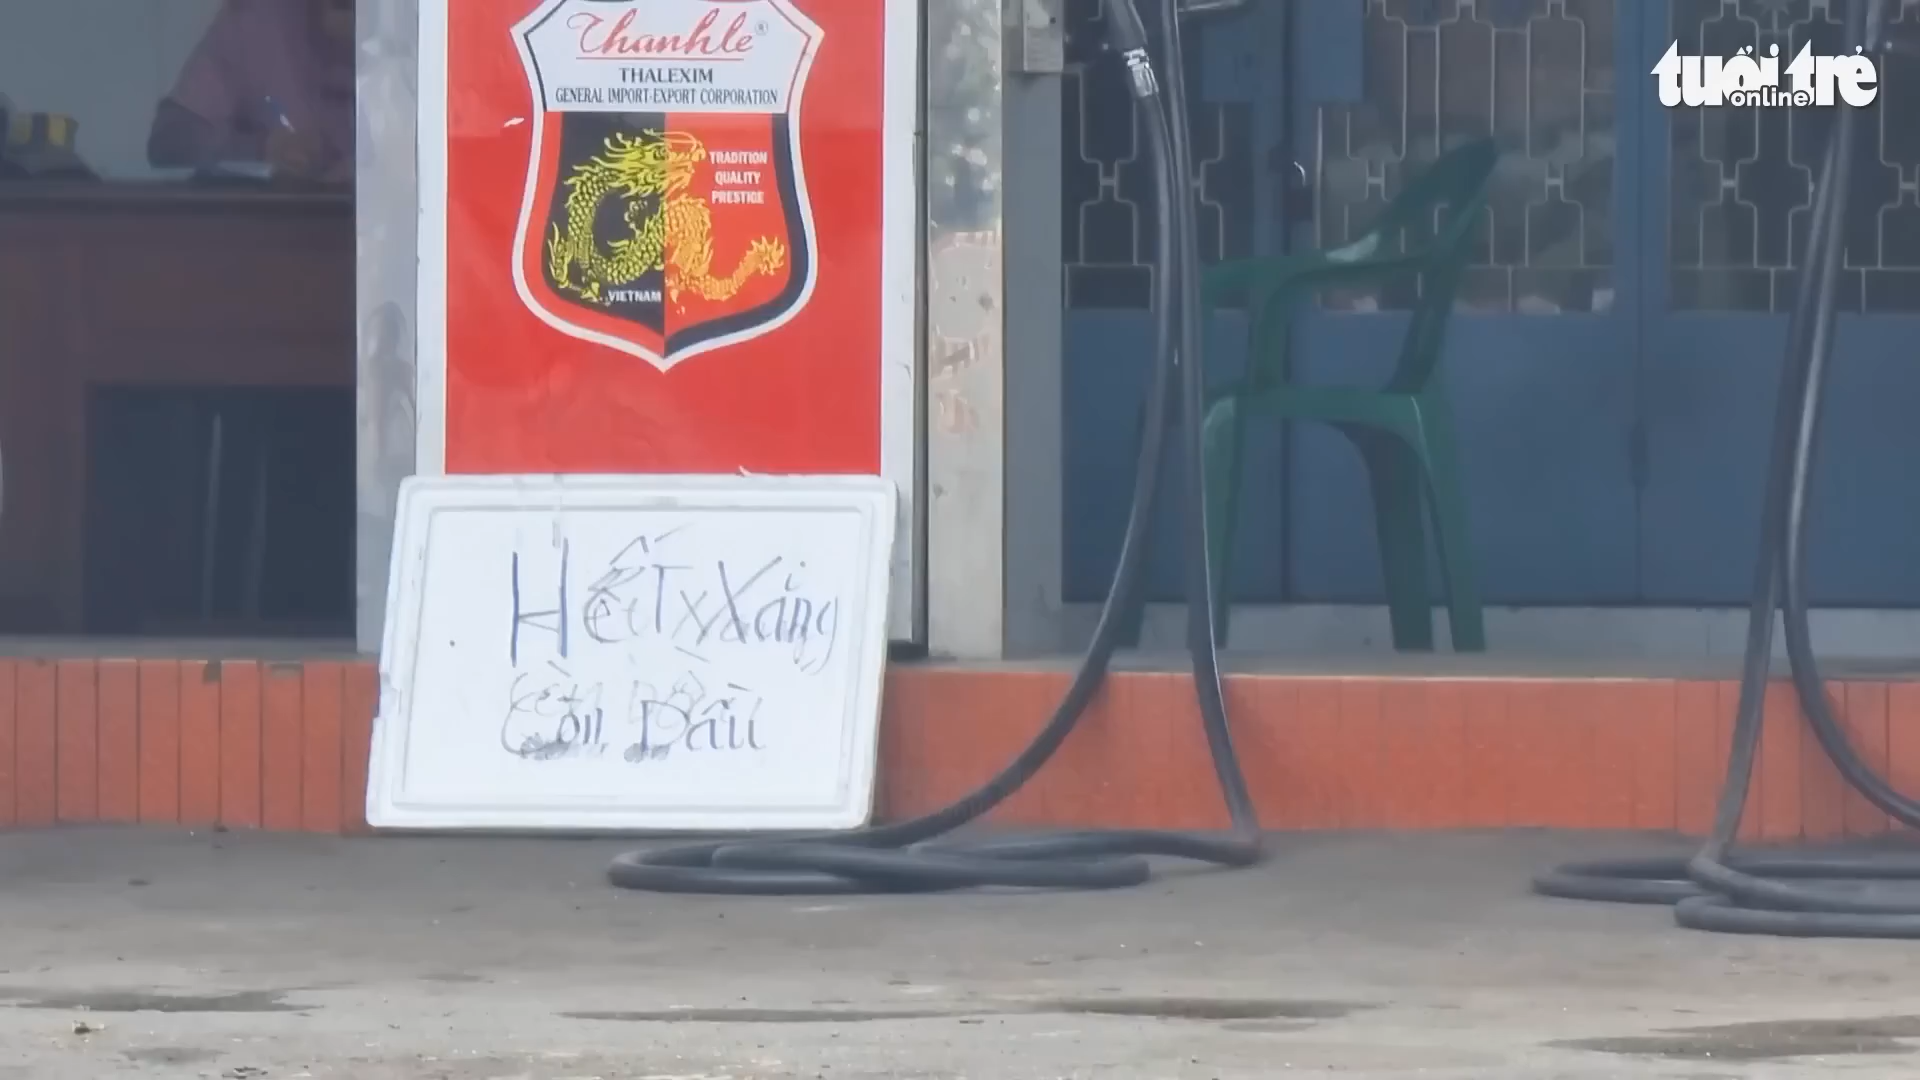 Thanhle®
THALEXIM
GENERAL IMPORT-EXPORT CORPORATION
TRADITION
QUALITY
PRESTIGE
VIETNAM
tuổi trẻ
online
Hết Xăng
Còn Dầu